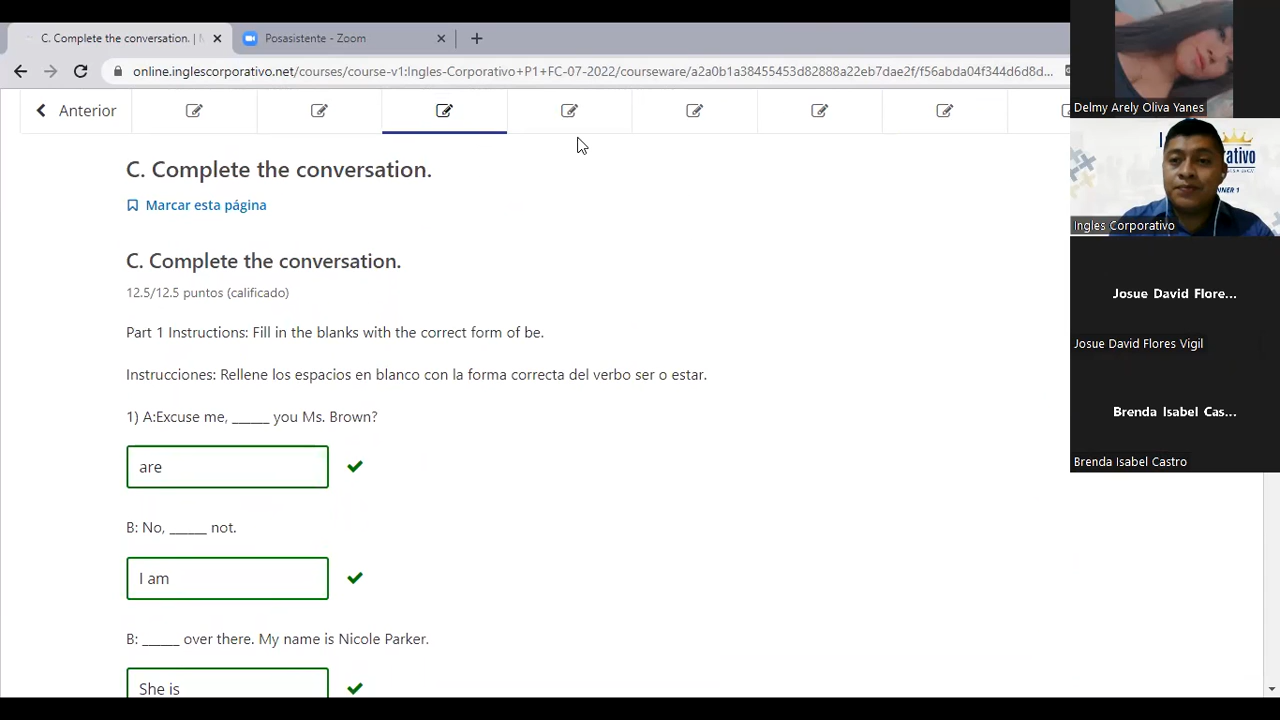 C. Complete the conversation. |
Posasistente - Zoom
online.inglescorporativo.net/courses/course-v1:Ingles-Corporativo+P1+FC-07-2022/courseware/a2a0b1a38455453d82888a22eb7dae2f/f56abda04f344d6d8d...
Anterior
C. Complete the conversation.
Marcar esta página
C. Complete the conversation.
12.5/12.5 puntos (calificado)
Part 1 Instructions: Fill in the blanks with the correct form of be.
Instrucciones: Rellene los espacios en blanco con la forma correcta del verbo ser o estar.
1) A:Excuse me, ______ you Ms. Brown?
are
B: No, ______ not.
I am
B: ______ over there. My name is Nicole Parker.
She is
Delmy Arely Oliva Yanes
Ingles Corporativo
Josue David Flore...
Josue David Flores Vigil
Brenda Isabel Cas...
Brenda Isabel Castro